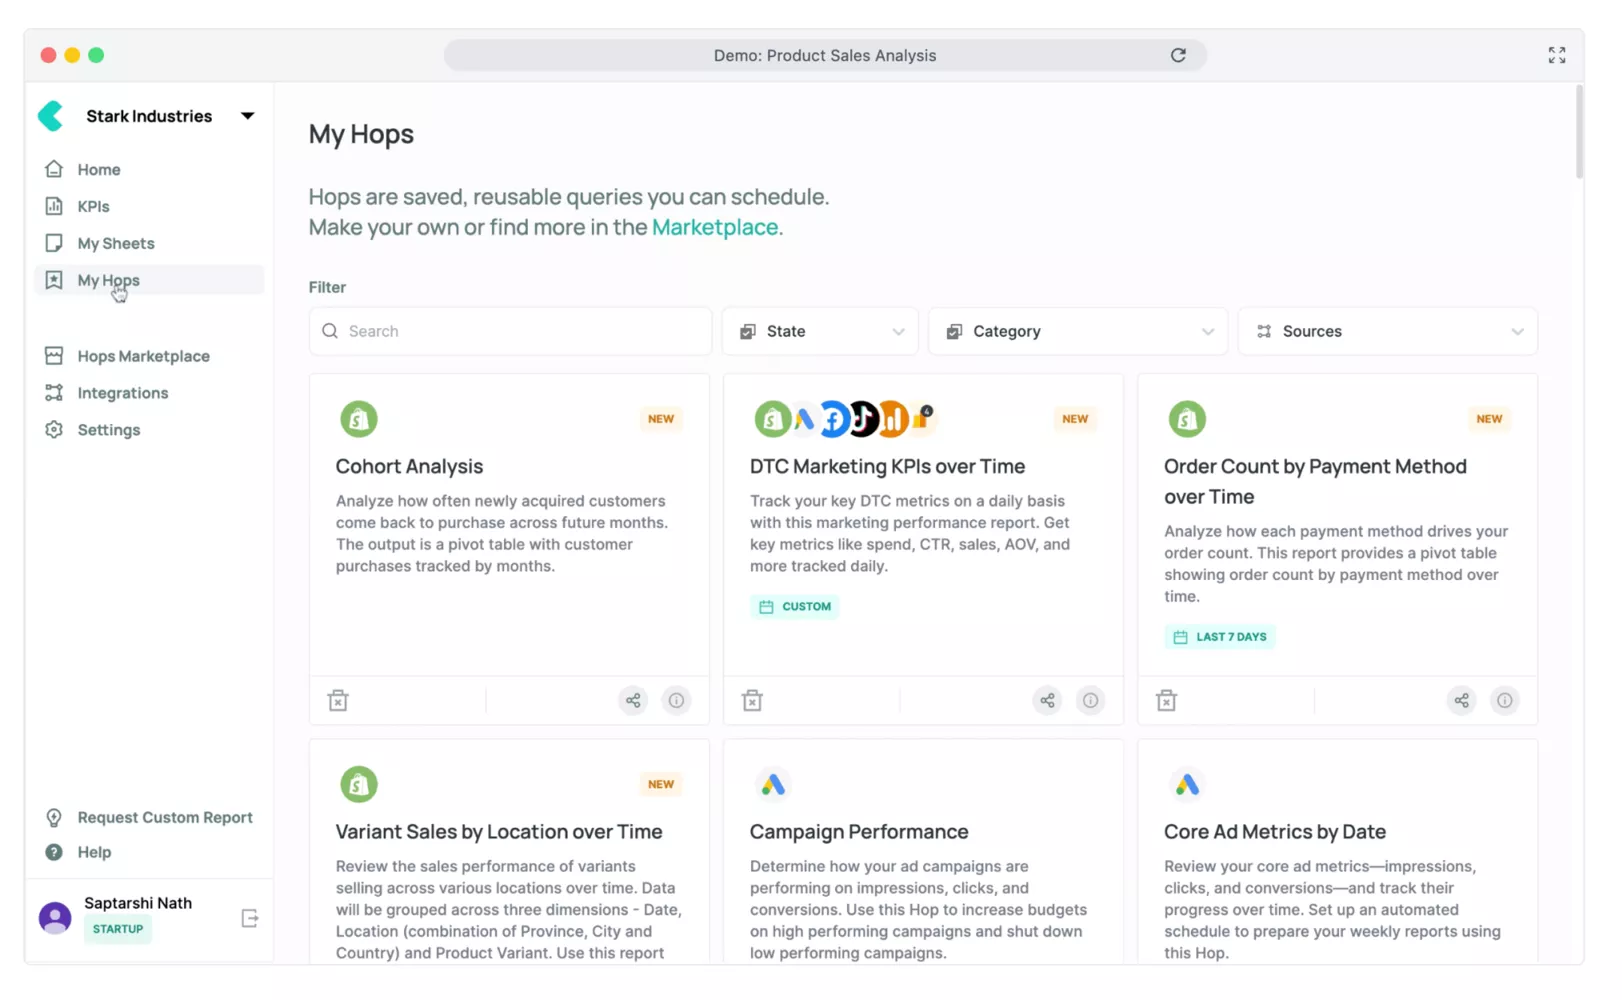 Demo: Product Sales Analysis
Stark Industries
Home
KPIs
My Sheets
My Hops
Hops Marketplace
Integrations
Settings
Request Custom Report
Help
Saptarshi Nath
STARTUP
My Hops
Hops are saved, reusable queries you can schedule.
Make your own or find more in the Marketplace.
Filter
Search
State
Category
Sources
NEW
Cohort Analysis
Analyze how often newly acquired customers
come back to purchase across future months.
The output is a pivot table with customer
purchases tracked by months.
4
NEW
DTC Marketing KPIs over Time
Track your key DTC metrics on a daily basis
with this marketing performance report. Get
key metrics like spend, CTR, sales, AOV, and
more tracked daily.
CUSTOM
NEW
Order Count by Payment Method
over Time
Analyze how each payment method drives your
order count. This report provides a pivot table
showing order count by payment method over
time.
LAST 7 DAYS
NEW
Variant Sales by Location over Time
Review the sales performance of variants
selling across various locations over time. Data
will be grouped across three dimensions - Date,
Location (combination of Province, City and
Country) and Product Variant. Use this report
Campaign Performance
Determine how your ad campaigns are
performing on impressions, clicks, and
conversions. Use this Hop to increase budgets
on high performing campaigns and shut down
low performing campaigns.
Core Ad Metrics by Date
Review your core ad metrics—impressions,
clicks, and conversions—and track their
progress over time. Set up an automated
schedule to prepare your weekly reports using
this Hop.